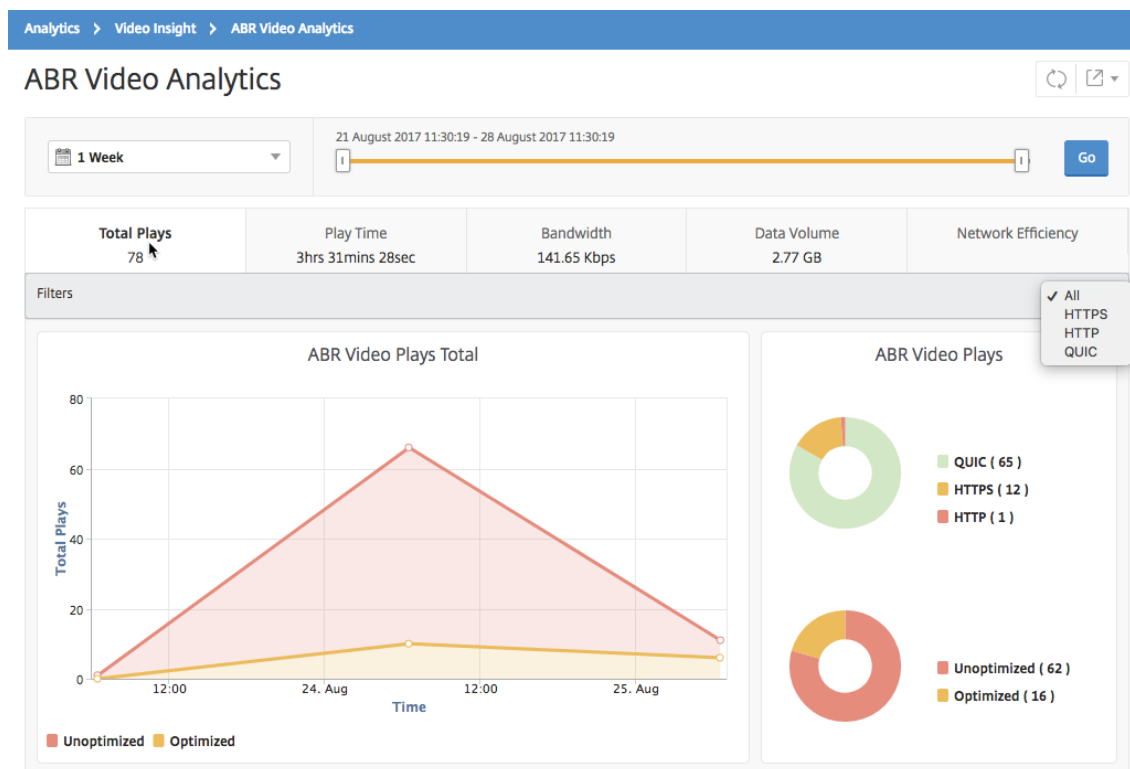 Analytics > Video Insight > ABR Video Analytics
ABR Video Analytics
1 Week
21 August 2017 11:30:19 - 28 August 2017 11:30:19
Go
Total Plays
78
Play Time
3hrs 31mins 28sec
Bandwidth
141.65 Kbps
Data Volume
2.77 GB
Network Efficiency
Filters
✓ All
HTTPS
HTTP
QUIC
ABR Video Plays Total
80
60
40
20
0
Total Plays
12:00
24. Aug
12:00
25. Aug
Time
Unoptimized
Optimized
ABR Video Plays
QUIC ( 65 )
HTTPS ( 12 )
HTTP ( 1 )
Unoptimized ( 62 )
Optimized ( 16 )